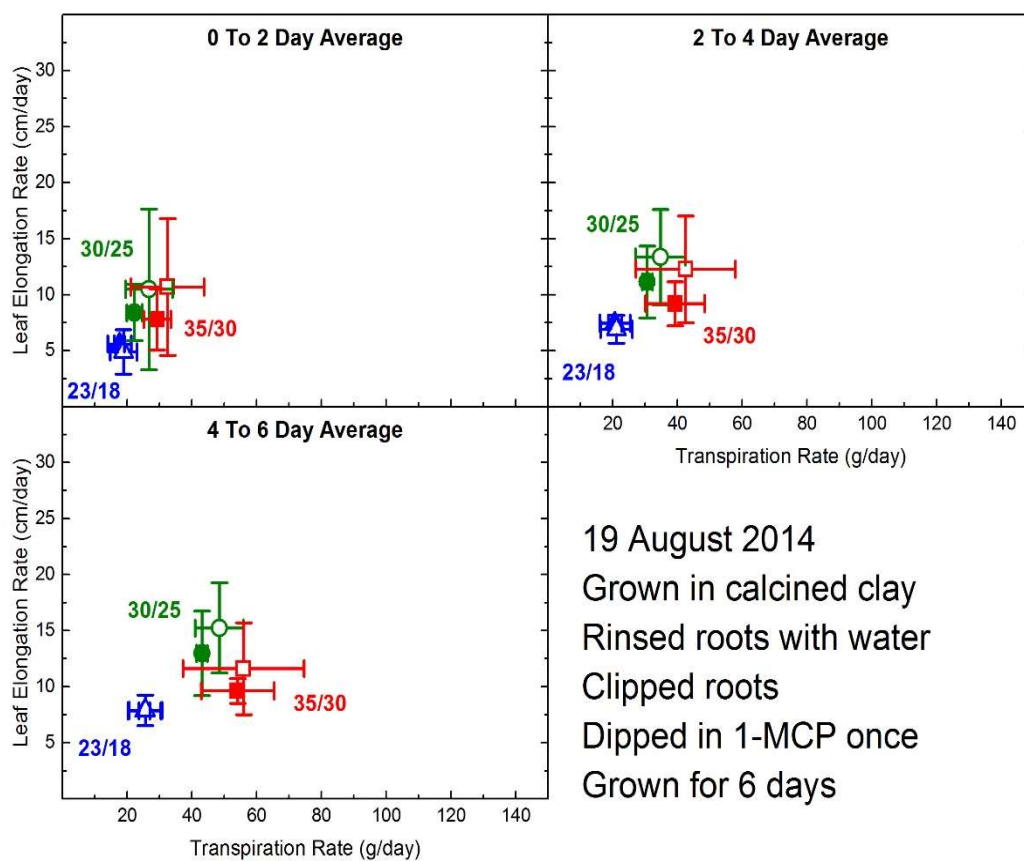 0 To 2 Day Average
2 To 4 Day Average
Leaf Elongation Rate (cm/day)
30
25
20
15
10
5
30/25
35/30
23/18
30/25
35/30
23/18
20 40 60 80 100 120 140
Transpiration Rate (g/day)
4 To 6 Day Average
Leaf Elongation Rate (cm/day)
30
25
20
15
10
5
30/25
35/30
23/18
20 40 60 80 100 120 140
Transpiration Rate (g/day)
19 August 2014
Grown in calcined clay
Rinsed roots with water
Clipped roots
Dipped in 1-MCP once
Grown for 6 days